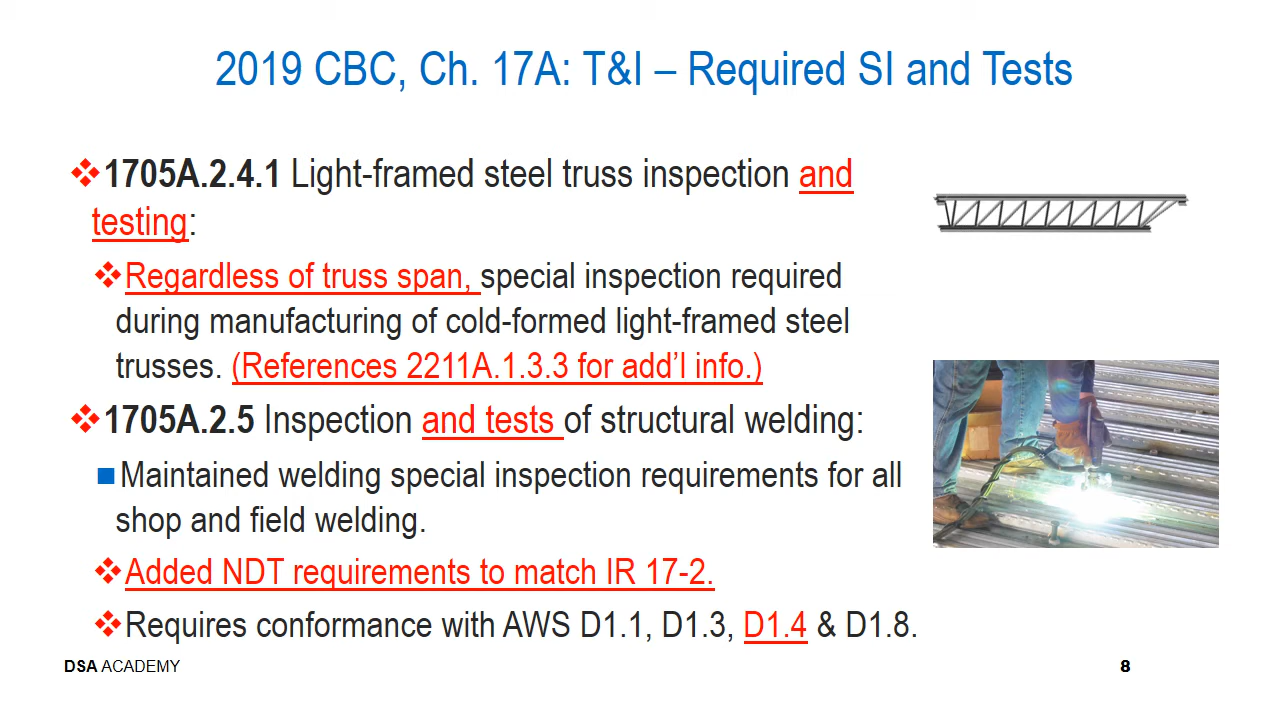 2019 CBC, Ch. 17A: T&I – Required SI and Tests
1705A.2.4.1 Light-framed steel truss inspection and
testing:
Regardless of truss span, special inspection required
during manufacturing of cold-formed light-framed steel
trusses. (References 2211A.1.3.3 for add’l info.)
1705A.2.5 Inspection and tests of structural welding:
Maintained welding special inspection requirements for all
shop and field welding.
Added NDT requirements to match IR 17-2.
Requires conformance with AWS D1.1, D1.3, D1.4 & D1.8.
DSA ACADEMY
8